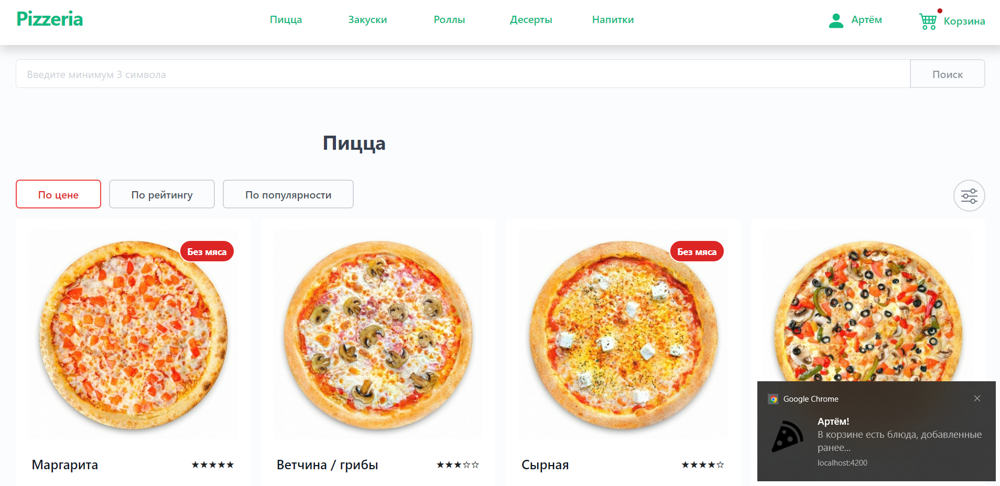 Pizzeria
Пицца
Закуски
Роллы
Десерты
Напитки
Артём
Корзина
Введите минимум 3 символа
Поиск
Пицца
По цене
По рейтингу
По популярности
Без мяса
Без мяса
Маргарита ★★★★★
Ветчина / грибы ★★★☆☆
Сырная ★★★★☆
Google Chrome
Артём!
В корзине есть блюда, добавленные
ранее...
localhost:4200